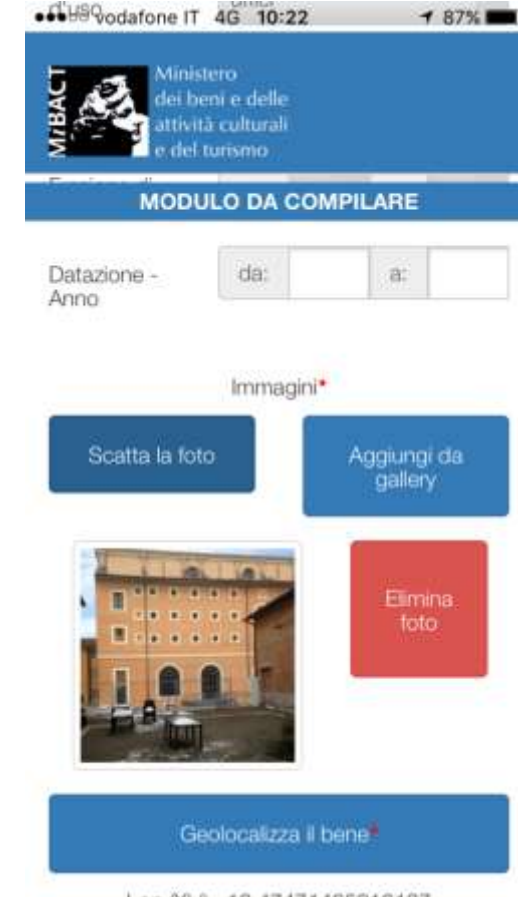 d'uso
vodafone IT 4G 10:22 87%
MiBACT
Ministero
dei beni e delle
attività culturali
e del turismo
MODULO DA COMPILARE
Datazione -
Anno
da:
a:
Immagini*
Scatta la foto
Aggiungi da
gallery
Elimina
foto
Geolocalizza il bene*